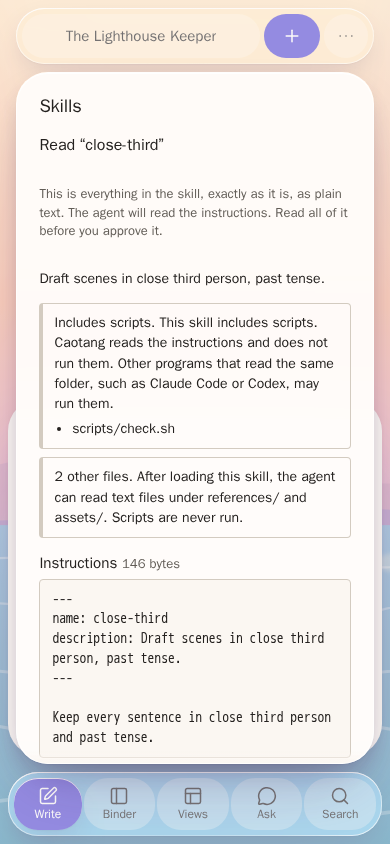 The Lighthouse Keeper
Skills
Read “close-third”
This is everything in the skill, exactly as it is, as plain
text. The agent will read the instructions. Read all of it
before you approve it.
Draft scenes in close third person, past tense.
Includes scripts. This skill includes scripts.
Caotang reads the instructions and does not
run them. Other programs that read the same
folder, such as Claude Code or Codex, may
run them.
• scripts/check.sh
2 other files. After loading this skill, the agent
can read text files under references/ and
assets/. Scripts are never run.
Instructions 146 bytes
---
name: close-third
description: Draft scenes in close third
person, past tense.
---
Keep every sentence in close third person
and past tense.
Write Binder Views Ask Search